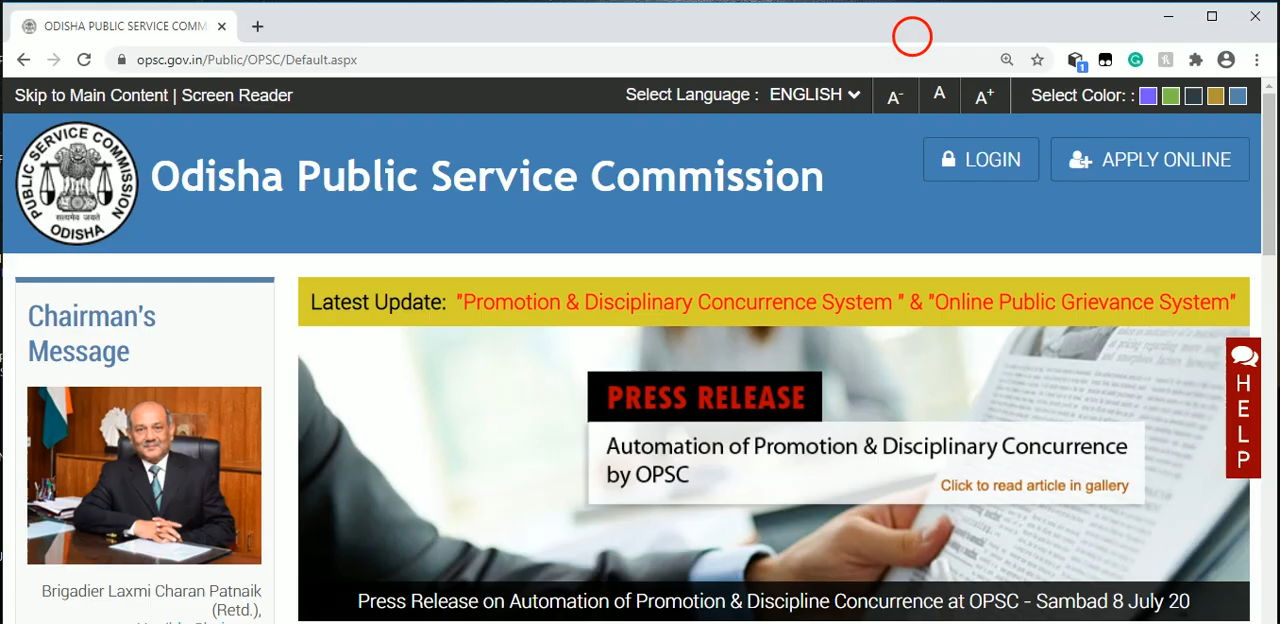 ODISHA PUBLIC SERVICE COMM
opsc.gov.in/Public/OPSC/Default.aspx
1
Skip to Main Content | Screen Reader
Select Language : ENGLISH
A-
A
A+
Select Color: :
PUBLIC SERVICE COMMISSION
सत्यमेव जयते
ODISHA
Odisha Public Service Commission
LOGIN
APPLY ONLINE
Chairman's
Message
Brigadier Laxmi Charan Patnaik
(Retd.),
Latest Update: "Promotion & Disciplinary Concurrence System " & "Online Public Grievance System"
PRESS RELEASE
Automation of Promotion & Disciplinary Concurrence
by OPSC
Click to read article in gallery
Press Release on Automation of Promotion & Discipline Concurrence at OPSC - Sambad 8 July 20
HELP